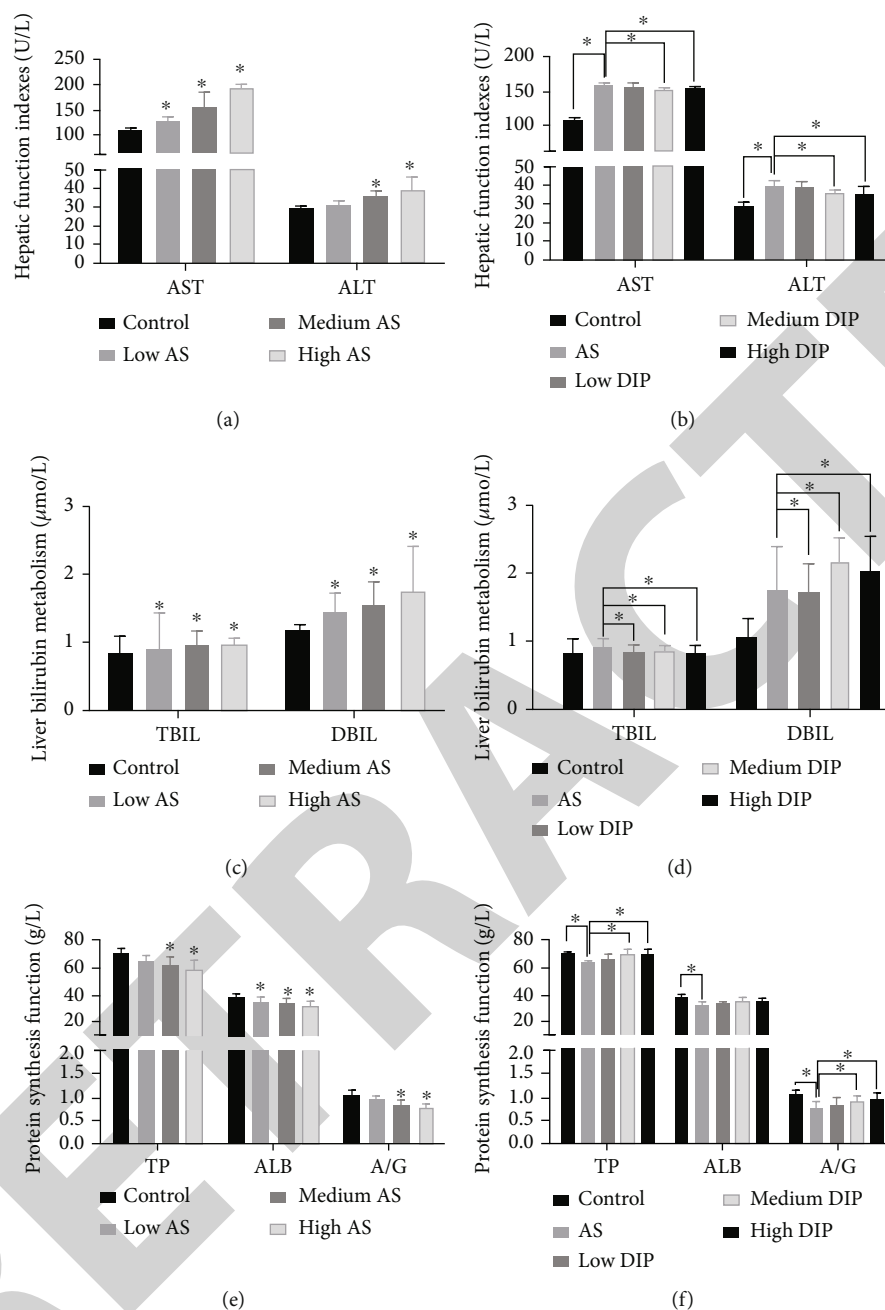 Hepatic function indexes (U/L)
250
200
150
100
50
40
30
20
10
0
* * *
* *
AST ALT
Control Medium AS
Low AS High AS
(a)
Hepatic function indexes (U/L)
200
150
100
50
40
30
20
10
0
* * *
* * *
AST ALT
Control Medium DIP
AS High DIP
Low DIP
(b)
Liver bilirubin metabolism (μmo/L)
3
2
1
0
* * *
* * *
TBIL DBIL
Control Medium AS
Low AS High AS
(c)
Liver bilirubin metabolism (μmo/L)
3
2
1
0
* * *
* * *
TBIL DBIL
Control Medium DIP
AS High DIP
Low DIP
(d)
Protein synthesis function (g/L)
80
60
40
20
2.0
1.5
1.0
0.5
0.0
* *
* * *
* *
TP ALB A/G
Control Medium AS
Low AS High AS
(e)
Protein synthesis function (g/L)
80
60
40
20
2.0
1.5
1.0
0.5
0.0
* * *
*
* * *
TP ALB A/G
Control Medium DIP
AS High DIP
Low DIP
(f)
RETRACTE